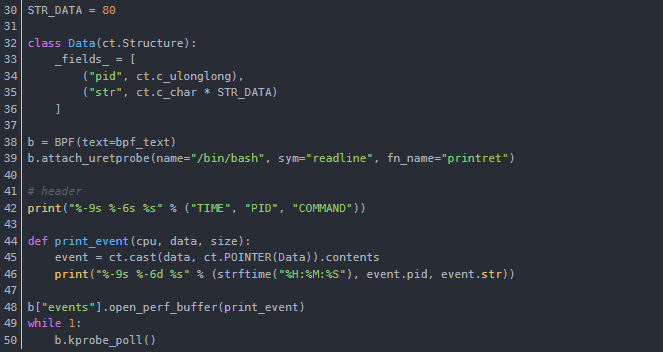 30 STR_DATA = 80
31
32 class Data(ct.Structure):
33     _fields_ = [
34         ("pid", ct.c_ulonglong),
35         ("str", ct.c_char * STR_DATA)
36     ]
37
38 b = BPF(text=bpf_text)
39 b.attach_uretprobe(name="/bin/bash", sym="readline", fn_name="printret")
40
41 # header
42 print("%-9s %-6s %s" % ("TIME", "PID", "COMMAND"))
43
44 def print_event(cpu, data, size):
45     event = ct.cast(data, ct.POINTER(Data)).contents
46     print("%-9s %-6d %s" % (strftime("%H:%M:%S"), event.pid, event.str))
47
48 b["events"].open_perf_buffer(print_event)
49 while 1:
50     b.kprobe_poll()